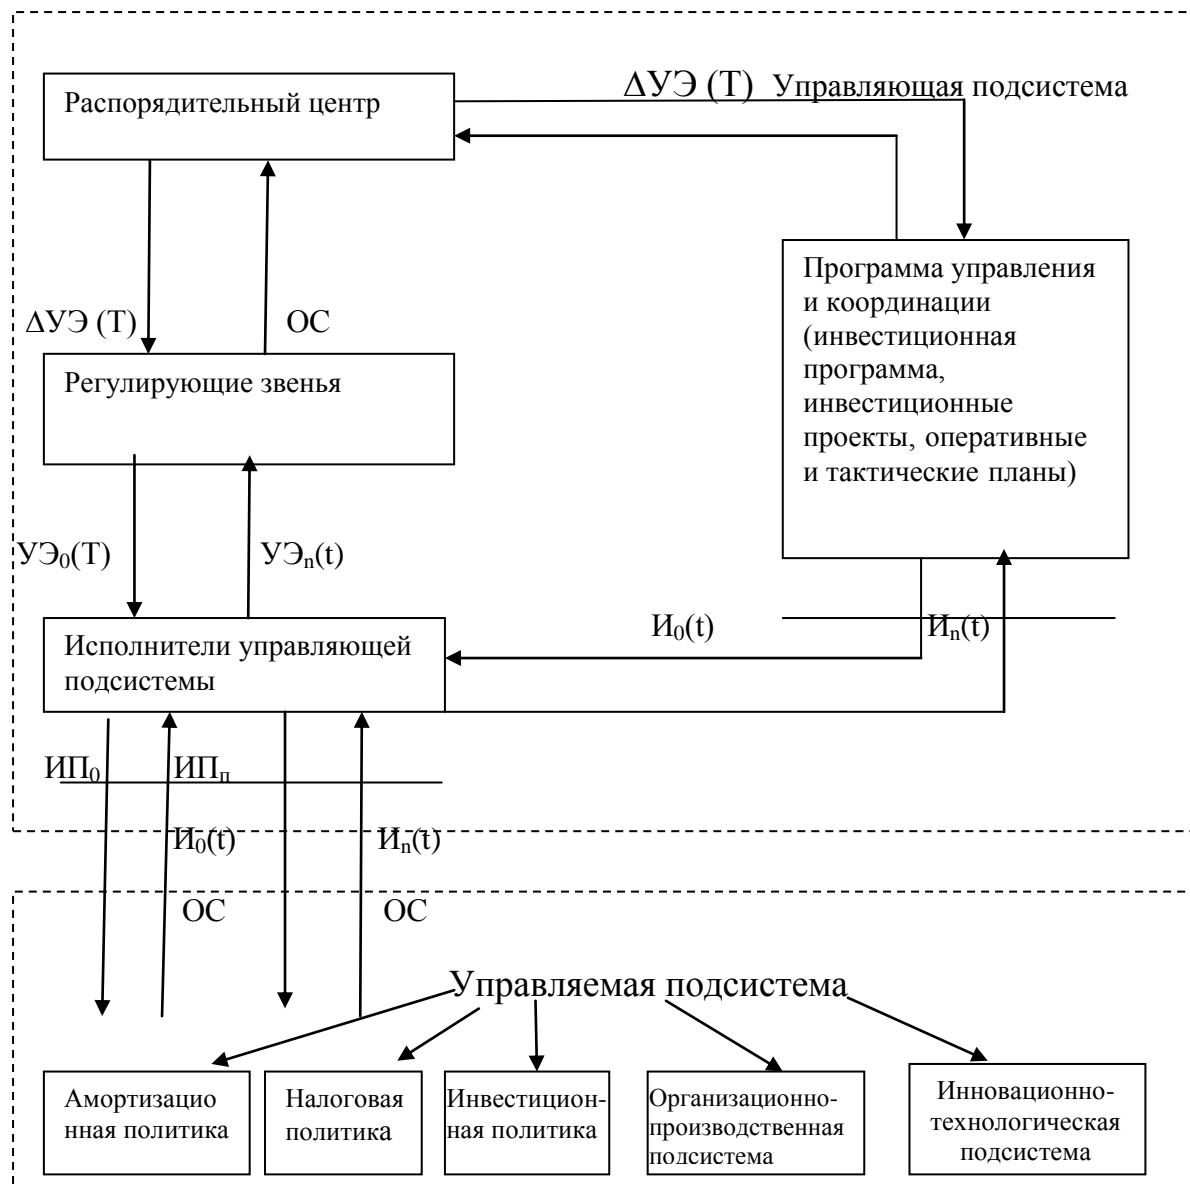 ΔУЭ (Т) Управляющая подсистема
Распорядительный центр
Программа управления
и координации
(инвестиционная
программа,
инвестиционные
проекты, оперативные
и тактические планы)
ΔУЭ (Т)
ОС
Регулирующие звенья
УЭ₀(Т)
УЭₙ(t)
И₀(t)
Иₙ(t)
Исполнители управляющей
подсистемы
ИП₀
ИПп
И₀(t)
Иₙ(t)
ОС
ОС
Управляемая подсистема
Амортизацио
нная политика
Налоговая
политика
Инвестицион-
ная политика
Организационно-
производственная
подсистема
Инновационно-
технологическая
подсистема